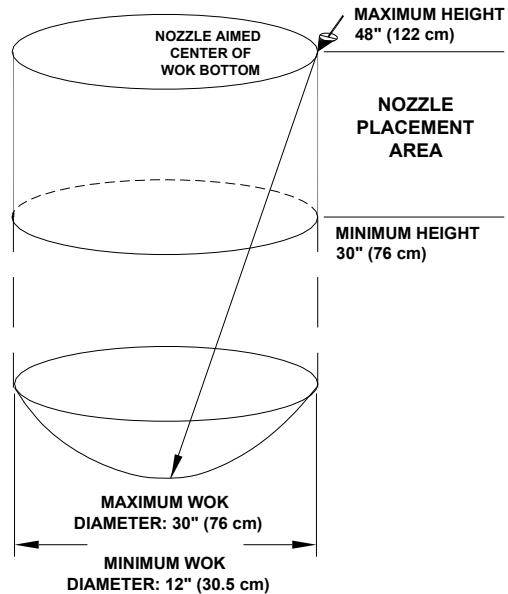 NOZZLE AIMED
CENTER OF
WOK BOTTOM
MAXIMUM HEIGHT
48" (122 cm)
NOZZLE
PLACEMENT
AREA
MINIMUM HEIGHT
30" (76 cm)
MAXIMUM WOK
DIAMETER: 30" (76 cm)
MINIMUM WOK
DIAMETER: 12" (30.5 cm)